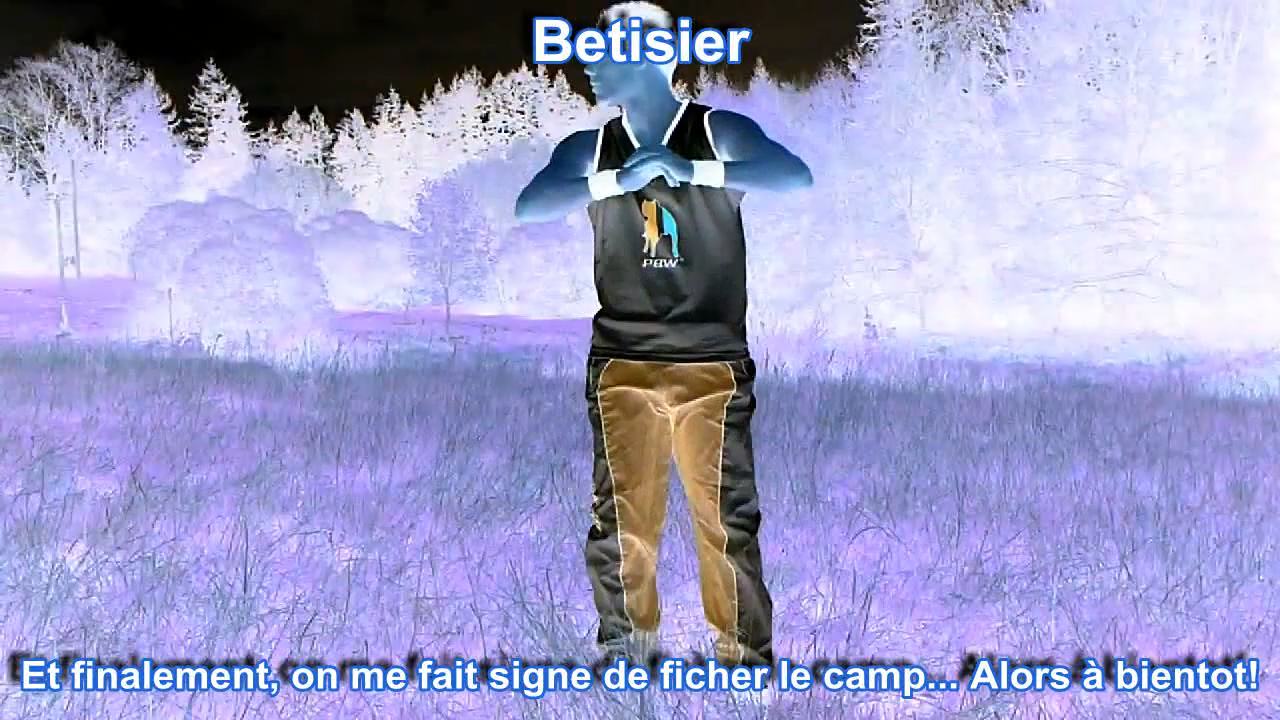 Betisier
PBW
Et finalement, on me fait signe de ficher le camp... Alors à bientot!